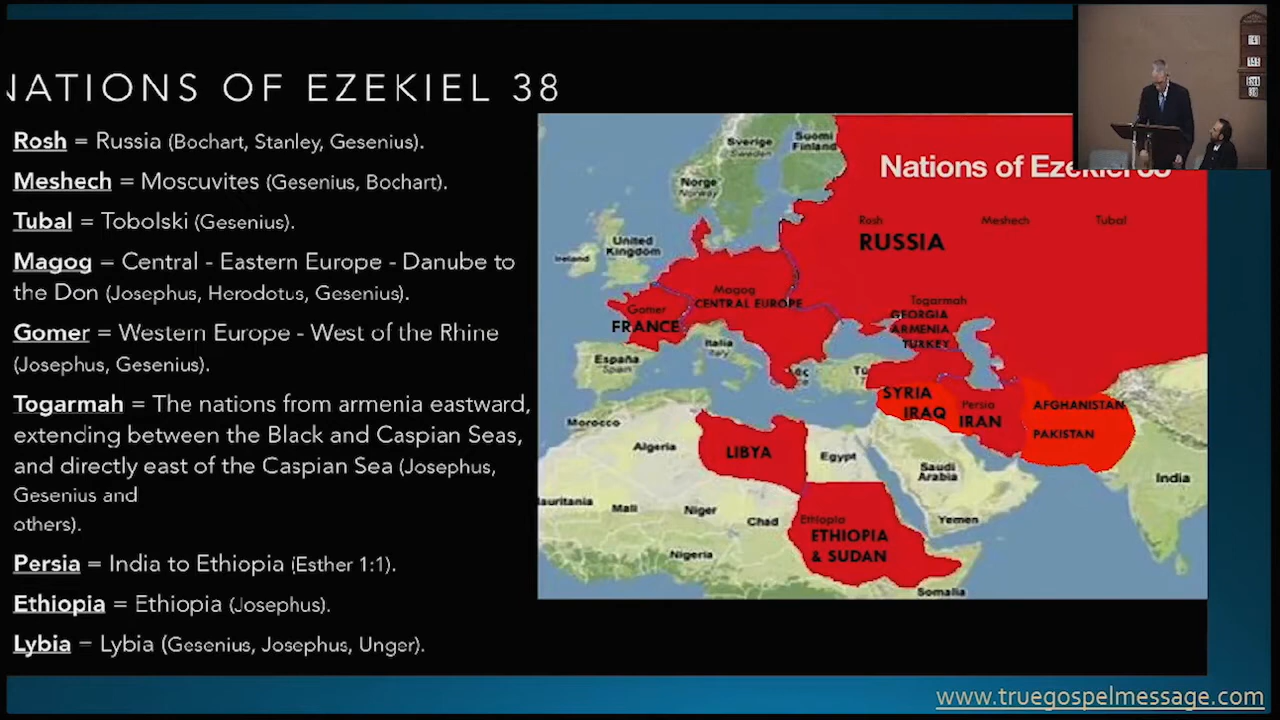 NATIONS OF EZEKIEL 38
Rosh = Russia (Bochart, Stanley, Gesenius).
Meshech = Moscuvites (Gesenius, Bochart).
Tubal = Tobolski (Gesenius).
Magog = Central - Eastern Europe - Danube to
the Don (Josephus, Herodotus, Gesenius).
Gomer = Western Europe - West of the Rhine
(Josephus, Gesenius).
Togarmah = The nations from armenia eastward,
extending between the Black and Caspian Seas,
and directly east of the Caspian Sea (Josephus,
Gesenius and
others).
Persia = India to Ethiopia (Esther 1:1).
Ethiopia = Ethiopia (Josephus).
Lybia = Lybia (Gesenius, Josephus, Unger).
Nations of Ezekiel 38
Sverige
Sweden
Suomi
Finland
Norge
Norway
United
Kingdom
Ireland
Rosh
Meshech
Tubal
RUSSIA
Magog
CENTRAL EUROPE
Gomer
FRANCE
Togarmah
GEORGIA
ARMENIA
TURKEY
Italia
Italy
España
Spain
SYRIA
IRAQ
Persia
IRAN
AFGHANISTAN
PAKISTAN
Morocco
Algeria
LIBYA
Egypt
Saudi
Arabia
India
auritania
Mali
Niger
Chad
Ethiopia
ETHIOPIA
& SUDAN
Yemen
Nigeria
Somalia
www.truegospelmessage.com